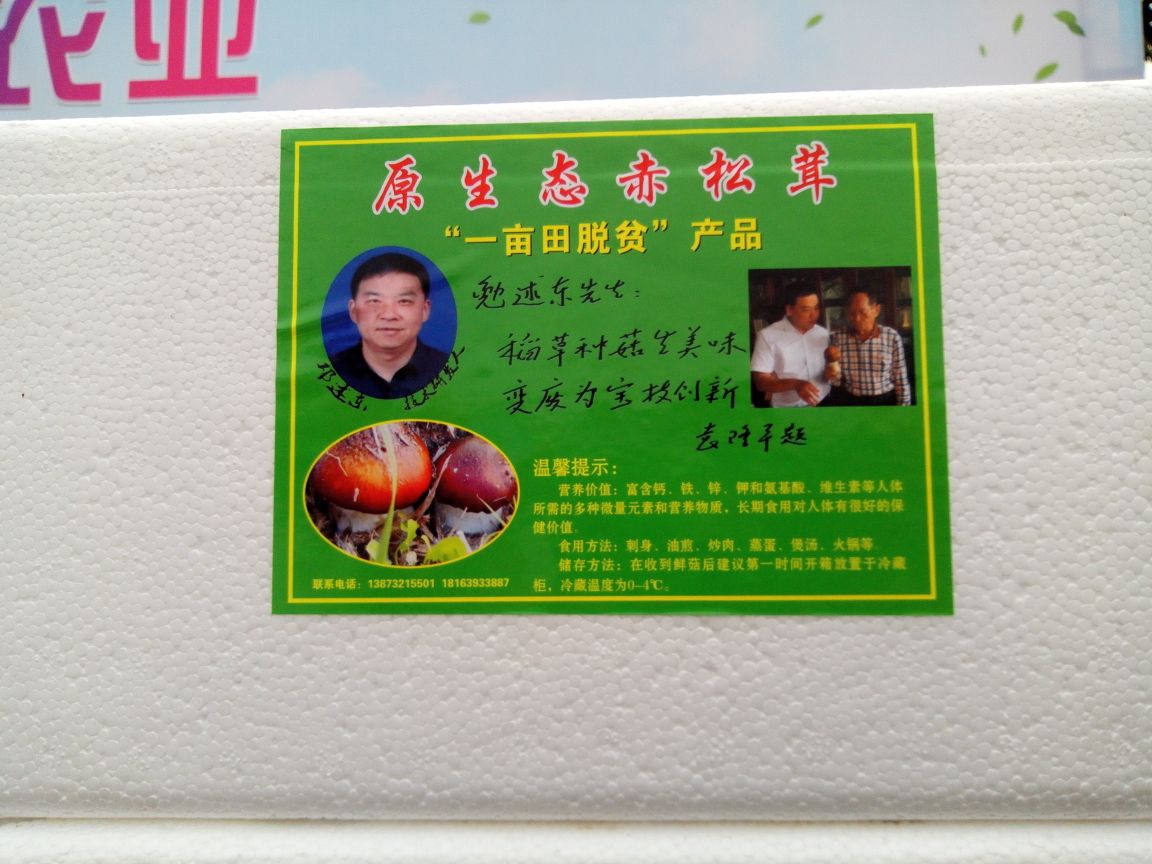 农业
原生态赤松茸
“一亩田脱贫”产品
勉述东先生：
稻草种菇生美味
变废为宝技创新
袁隆平题
技术研发人
温馨提示：
营养价值：富含钙、铁、锌、钾和氨基酸、维生素等人体
所需的多种微量元素和营养物质，长期食用对人体有很好的保
健价值。
食用方法：刺身、油煎、炒肉、蒸蛋、煲汤、火锅等。
储存方法：在收到鲜菇后建议第一时间开箱放置于冷藏
柜，冷藏温度为0-4℃。
联系电话：13873215501 18163933887